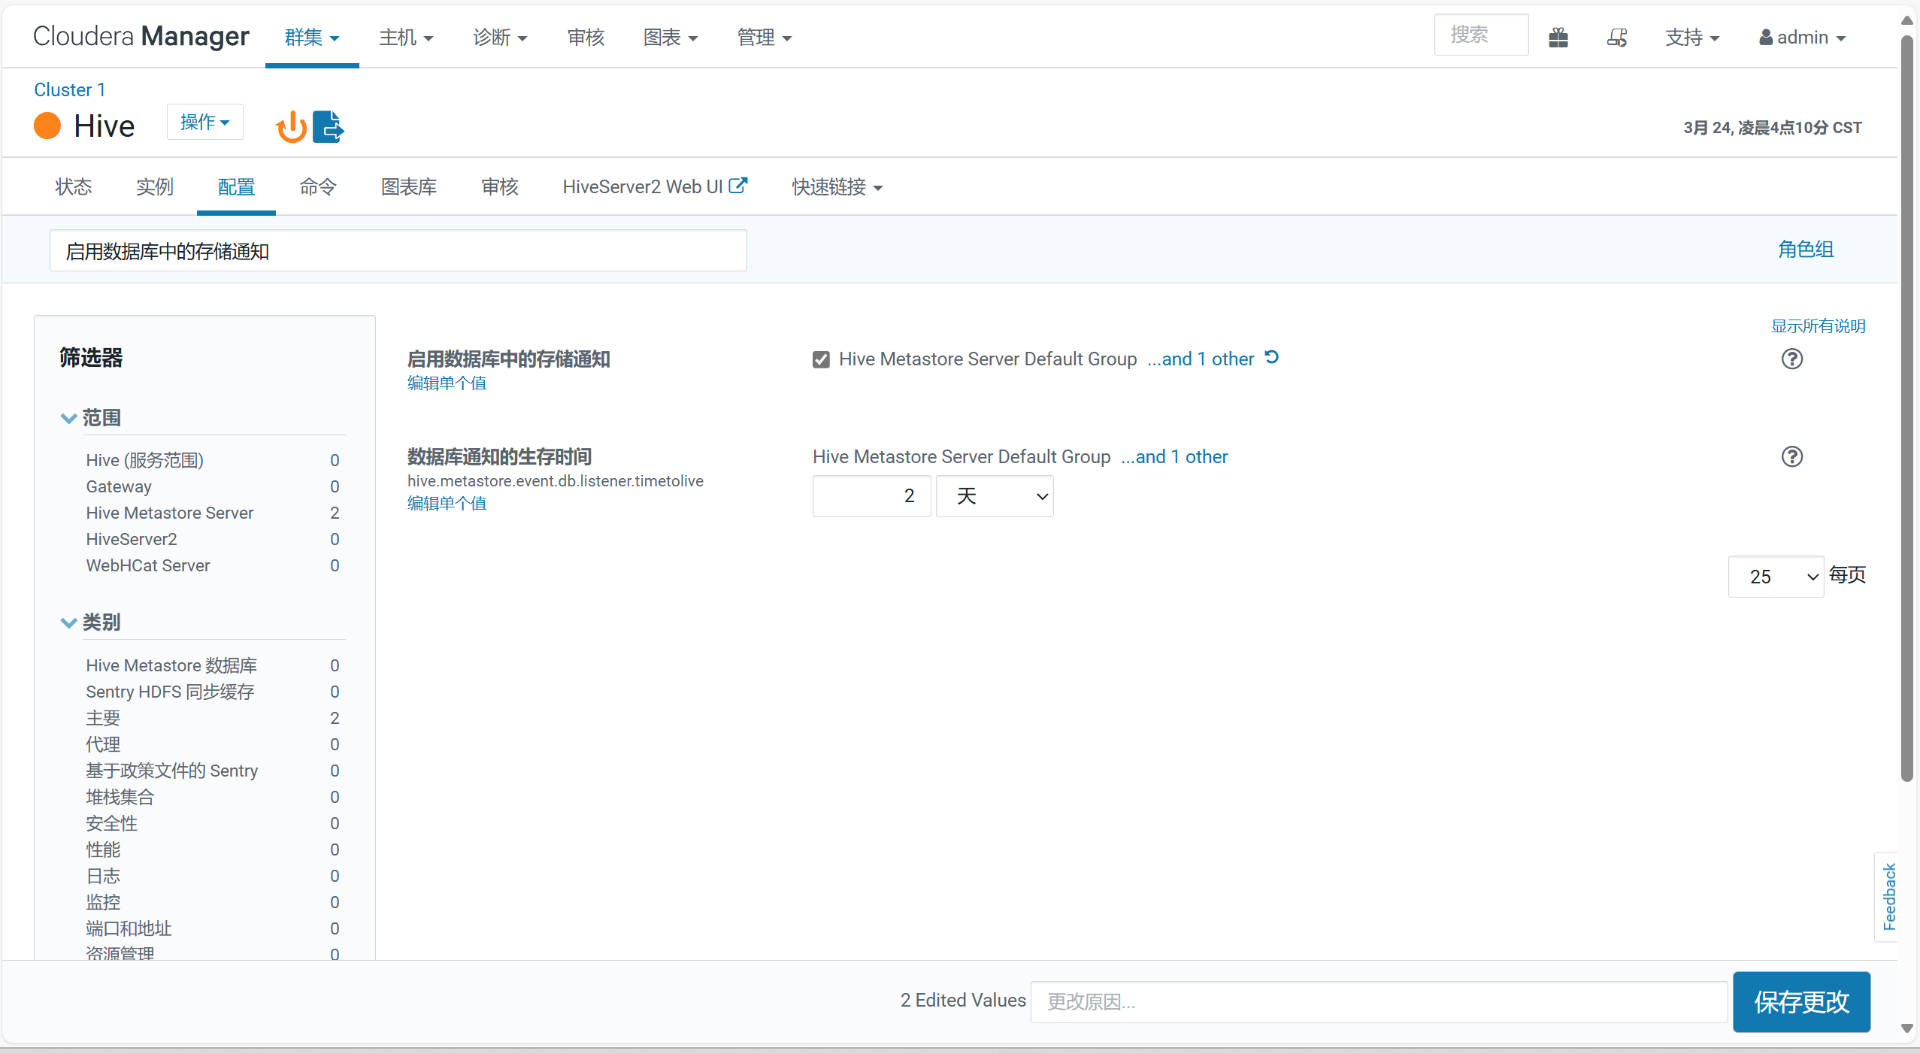 Cloudera Manager 群集 主机 诊断 审核 图表 管理 搜索 支持 admin
Cluster 1
Hive 操作 3月 24, 凌晨4点10分 CST
状态 实例 配置 命令 图表库 审核 HiveServer2 Web UI 快速链接
启用数据库中的存储通知 角色组
显示所有说明
筛选器
范围
Hive (服务范围) 0
Gateway 0
Hive Metastore Server 2
HiveServer2 0
WebHCat Server 0
类别
Hive Metastore 数据库 0
Sentry HDFS 同步缓存 0
主要 2
代理 0
基于政策文件的 Sentry 0
堆栈集合 0
安全性 0
性能 0
日志 0
监控 0
端口和地址 0
资源管理 0
启用数据库中的存储通知 Hive Metastore Server Default Group ...and 1 other
编辑单个值
数据库通知的生存时间 Hive Metastore Server Default Group ...and 1 other
hive.metastore.event.db.listener.timetolive
2 天
编辑单个值
25 每页
Feedback
2 Edited Values 更改原因... 保存更改